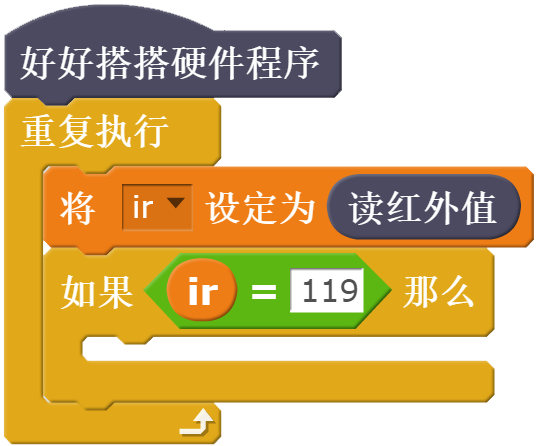 好好搭搭硬件程序
重复执行
将 ir 设定为 读红外值
如果 ir = 119 那么